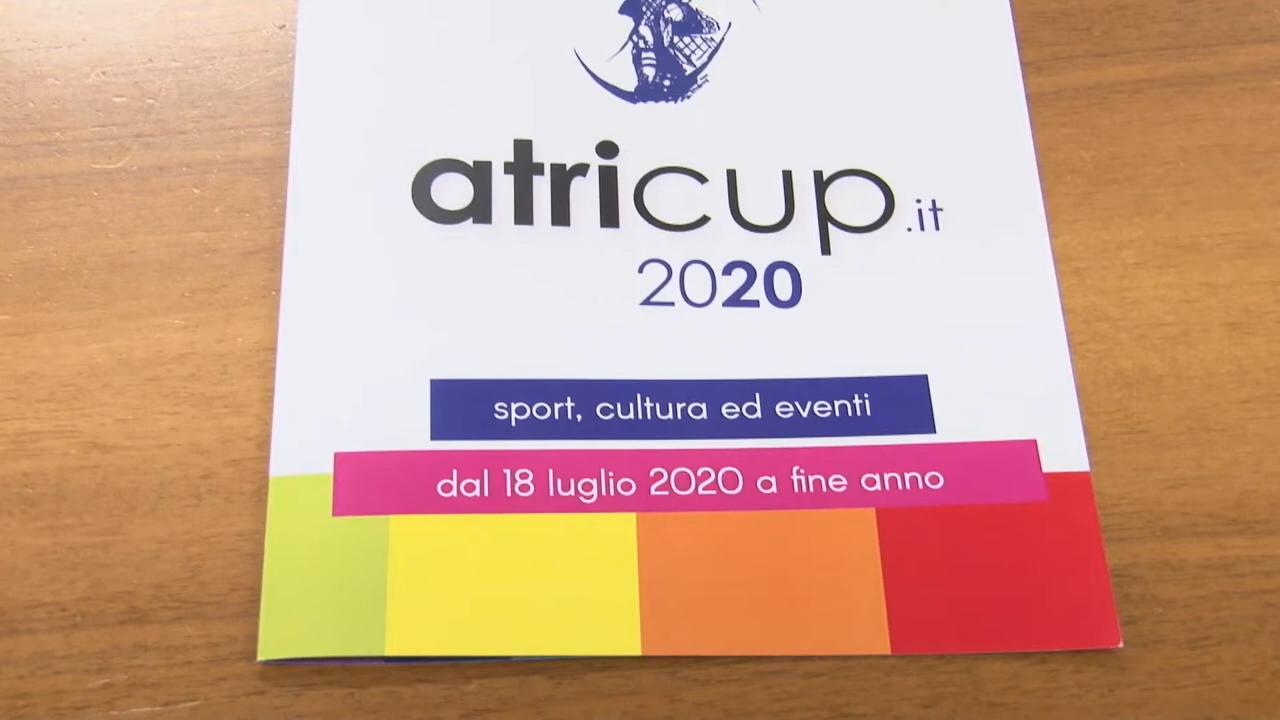 atricup.it
2020
sport, cultura ed eventi
dal 18 luglio 2020 a fine anno